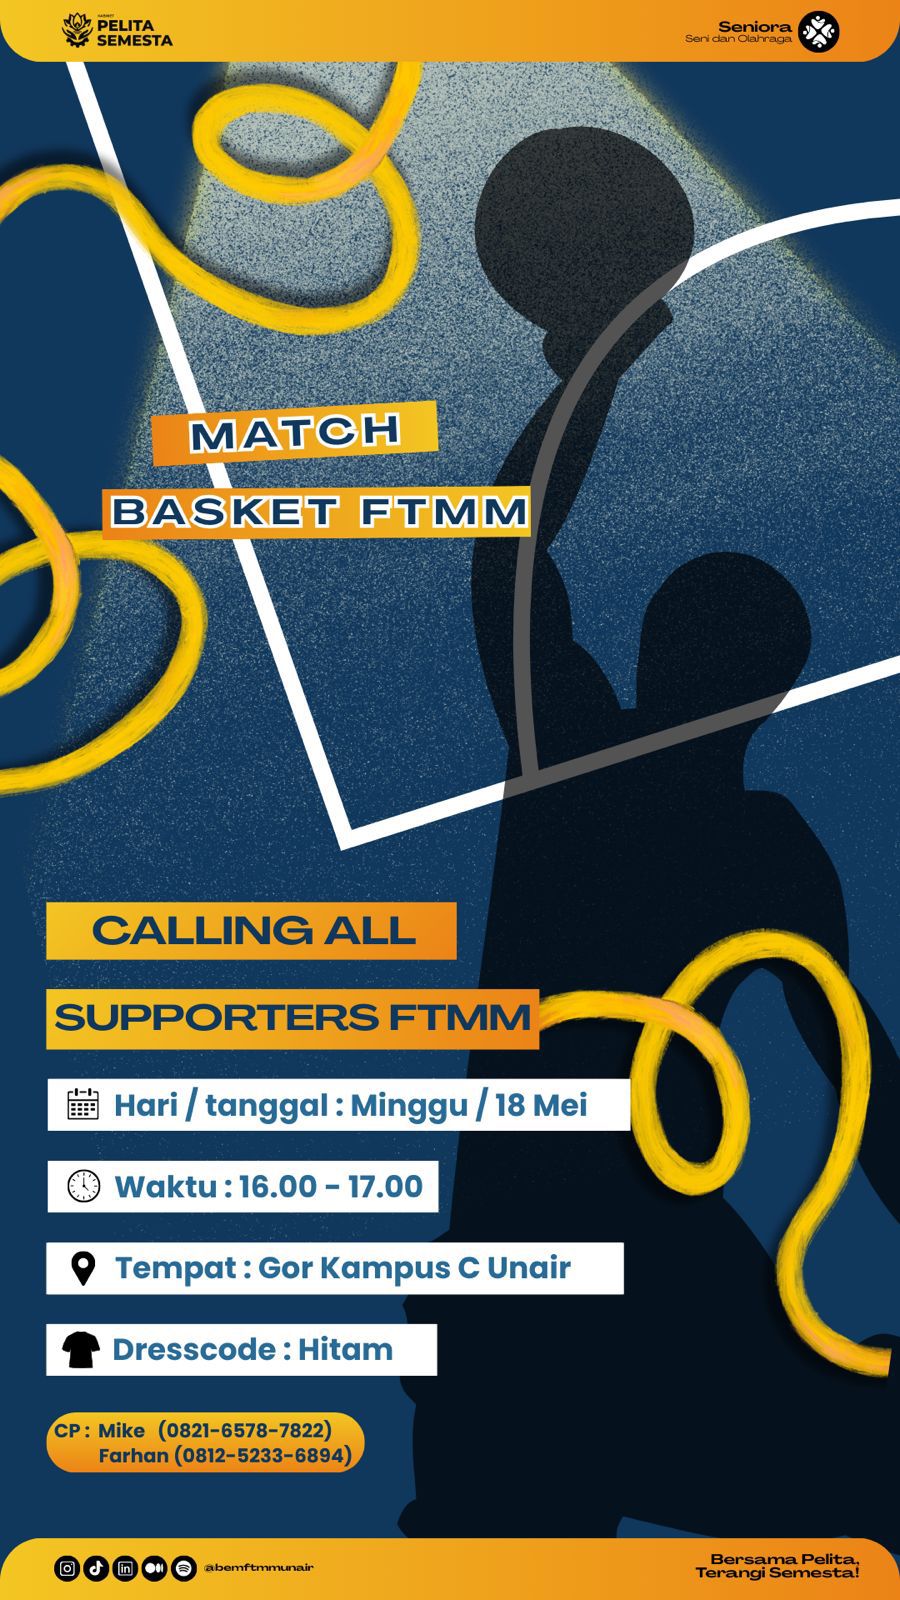 KABINET
PELITA
SEMESTA
Seniora
Seni dan Olahraga
MATCH
BASKET FTMM
CALLING ALL
SUPPORTERS FTMM
Hari / tanggal : Minggu / 18 Mei
Waktu : 16.00 - 17.00
Tempat : Gor Kampus C Unair
Dresscode : Hitam
CP : Mike (0821-6578-7822)
Farhan (0812-5233-6894)
@bemftmmunair
Bersama Pelita,
Terangi Semesta!